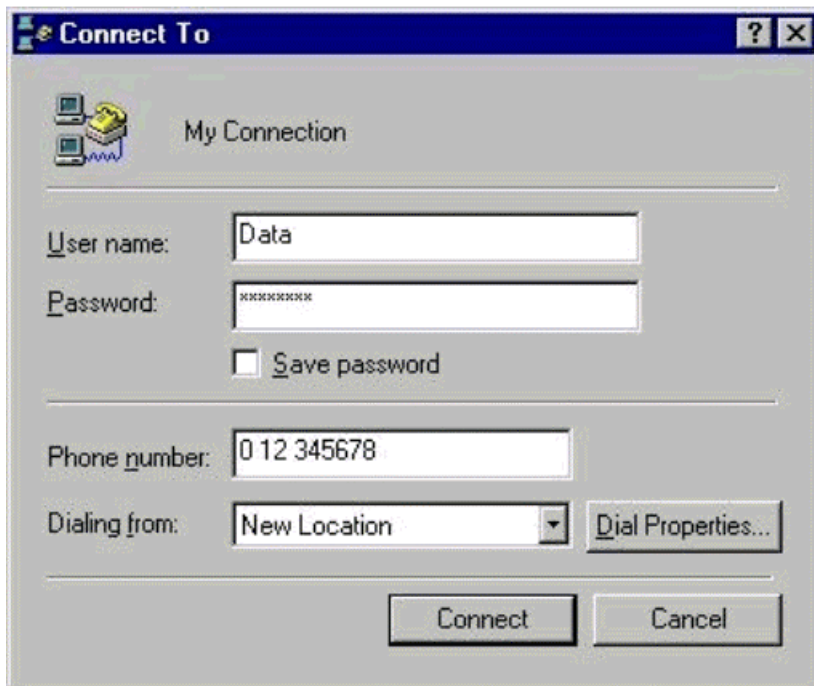 Connect To
My Connection
User name: Data
Password: ********
Save password
Phone number: 0 12 345678
Dialing from: New Location Dial Properties...
Connect Cancel